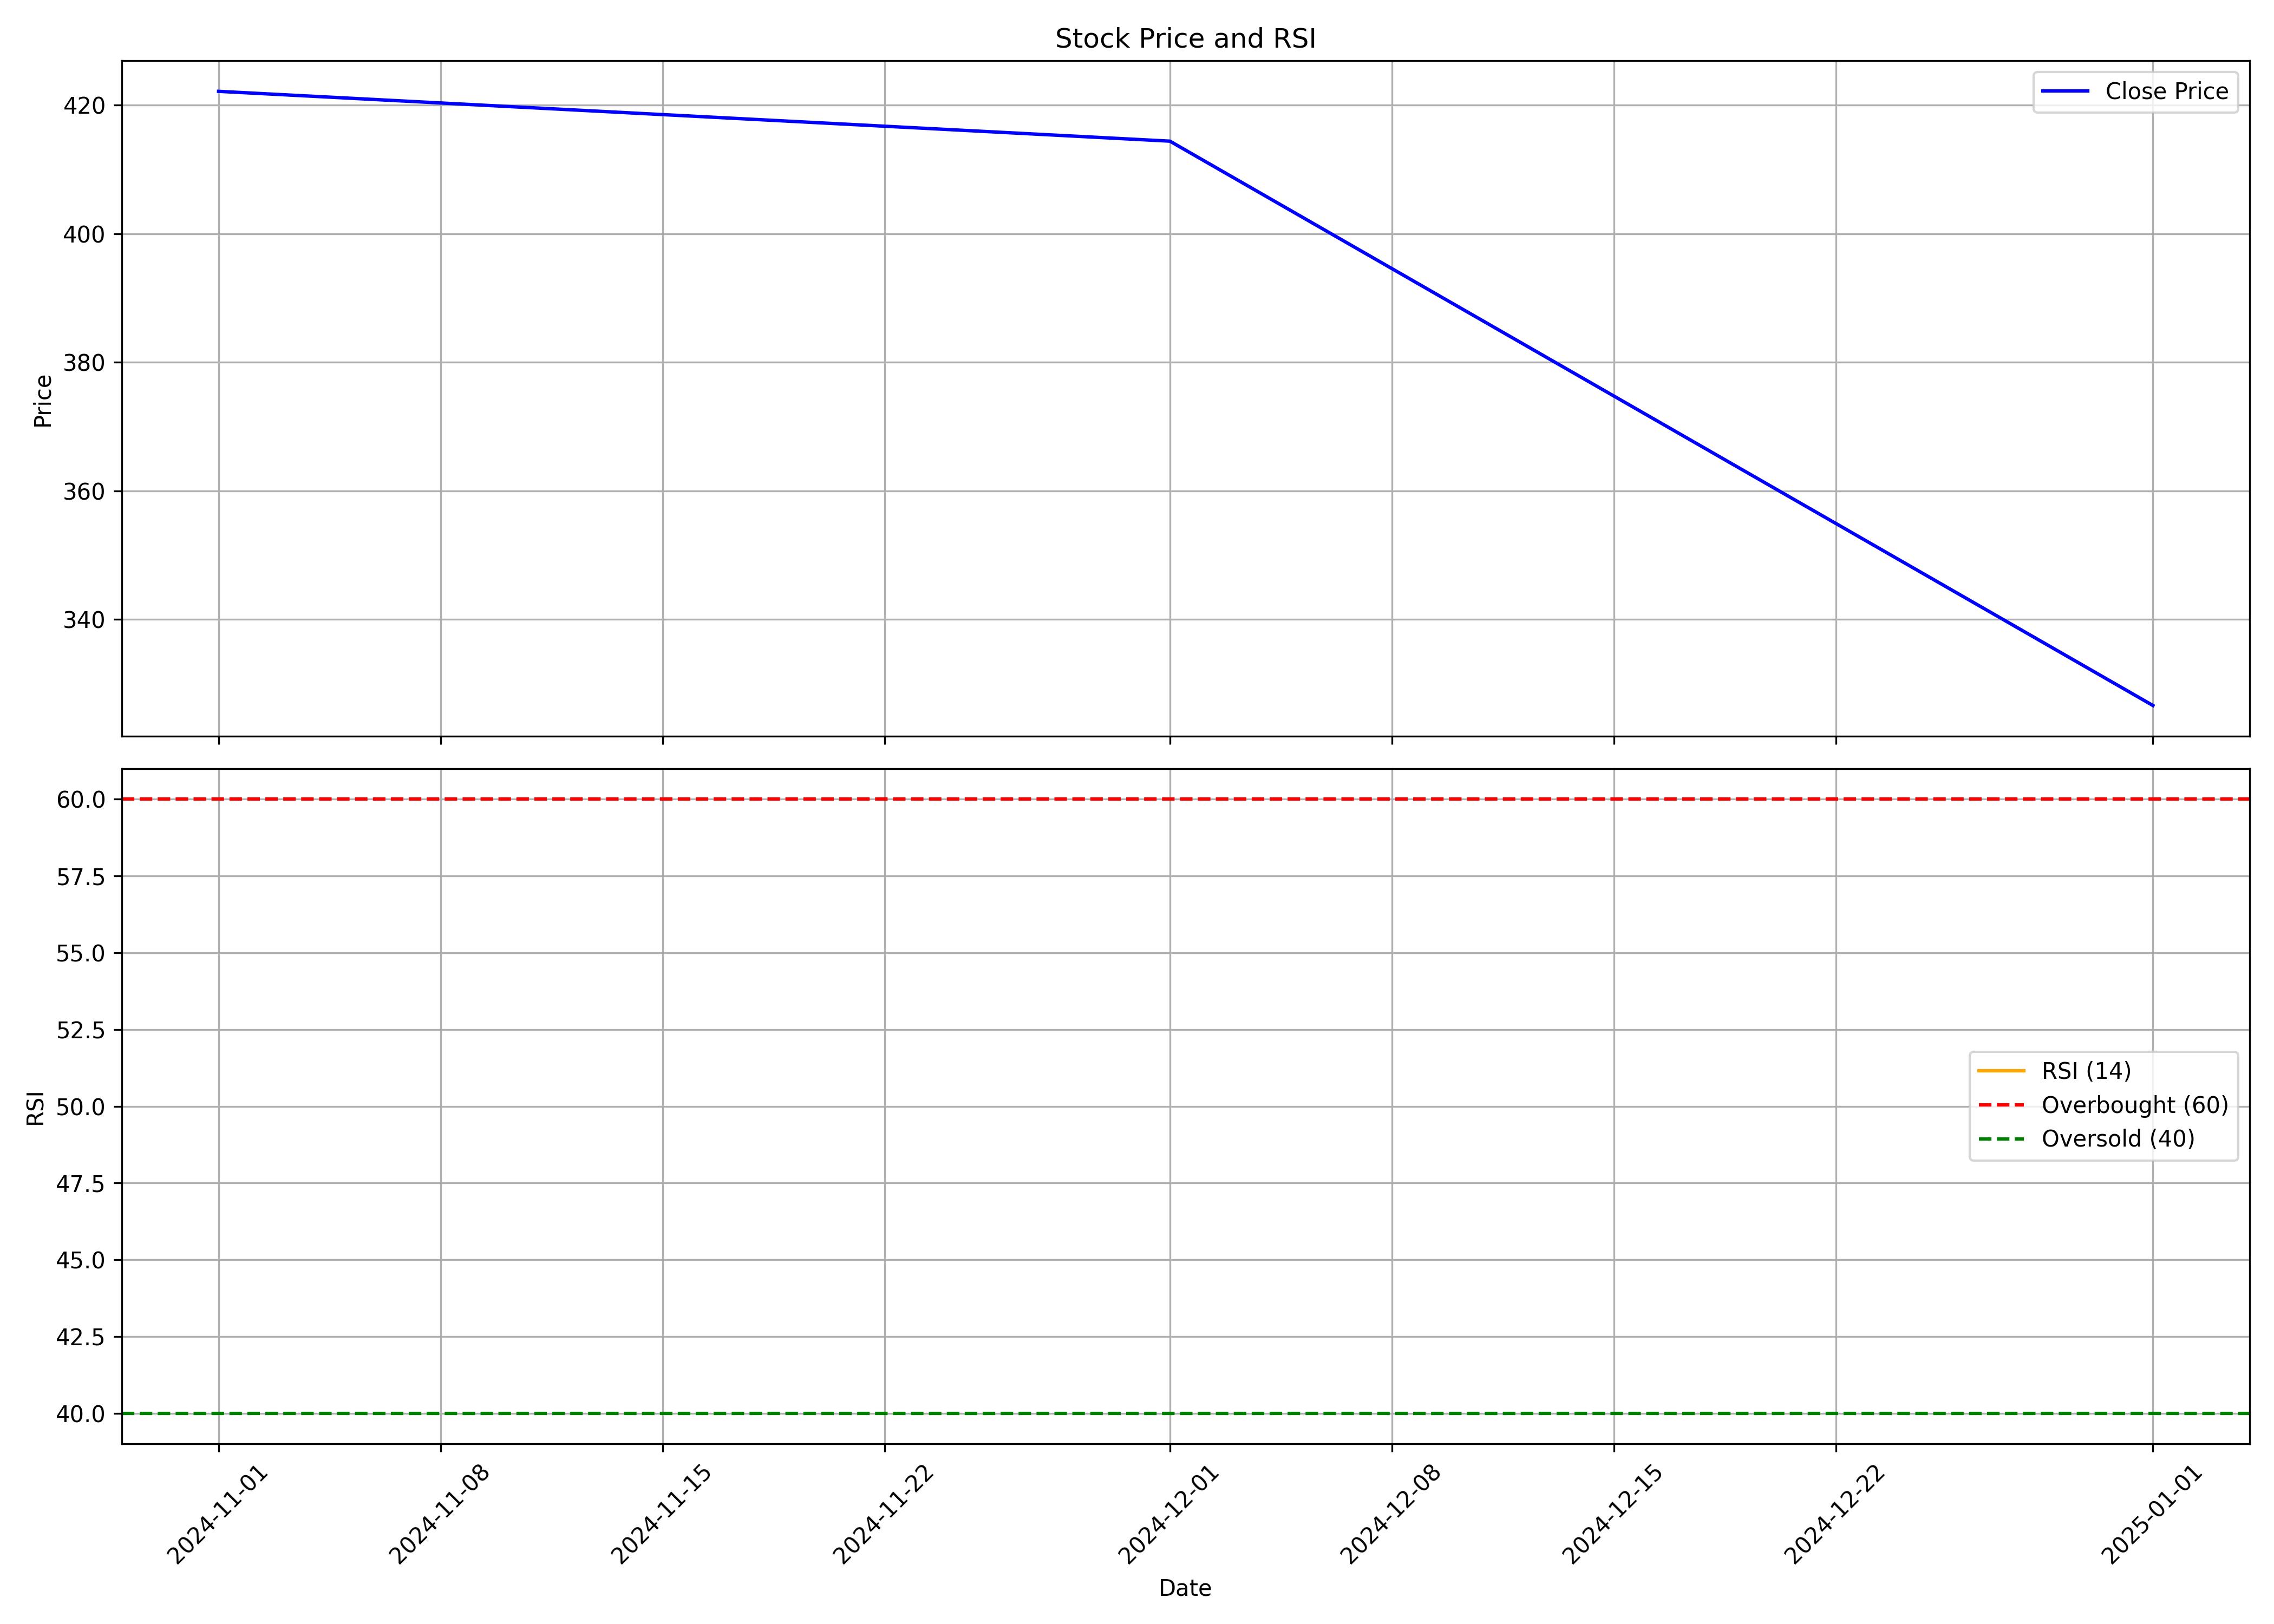 Stock Price and RSI
Close Price
420
400
380
360
340
Price
60.0
57.5
55.0
52.5
50.0
47.5
45.0
42.5
40.0
RSI
RSI (14)
Overbought (60)
Oversold (40)
2024-11-01
2024-11-08
2024-11-15
2024-11-22
2024-12-01
2024-12-08
2024-12-15
2024-12-22
2025-01-01
Date